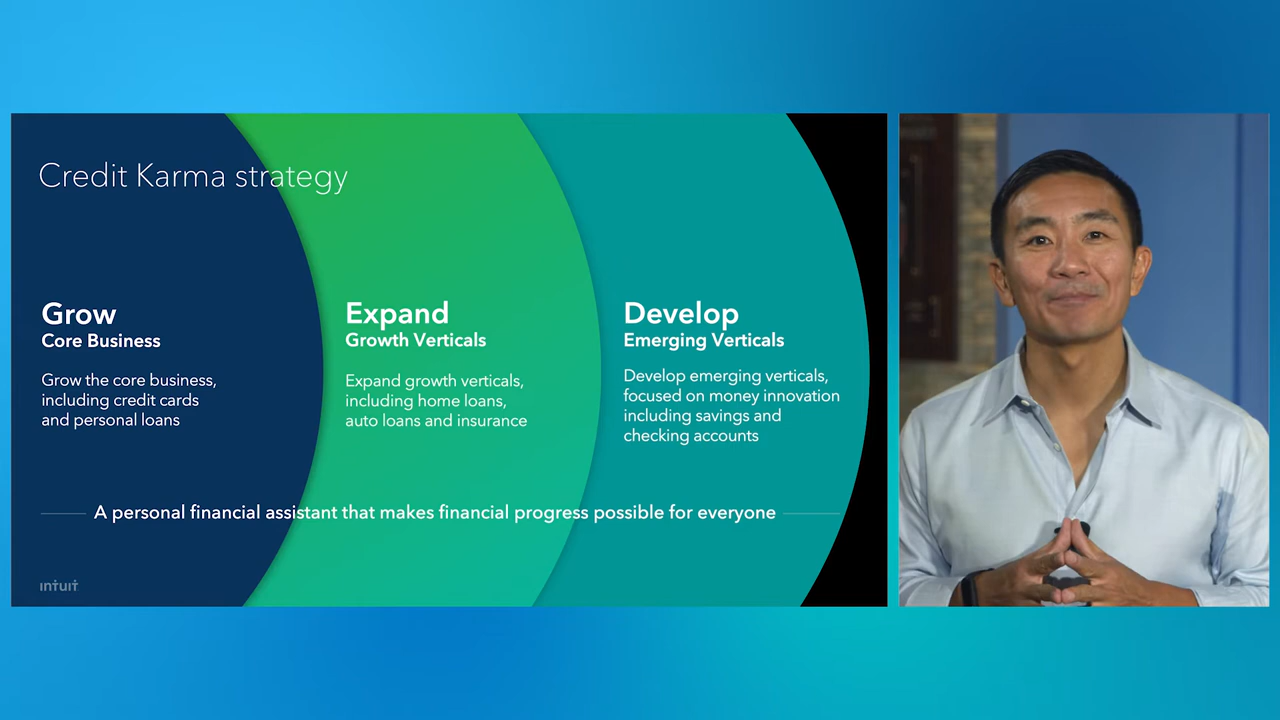 Credit Karma strategy
Grow
Core Business
Grow the core business,
including credit cards
and personal loans
Expand
Growth Verticals
Expand growth verticals,
including home loans,
auto loans and insurance
Develop
Emerging Verticals
Develop emerging verticals,
focused on money innovation
including savings and
checking accounts
A personal financial assistant that makes financial progress possible for everyone
ıntuıt